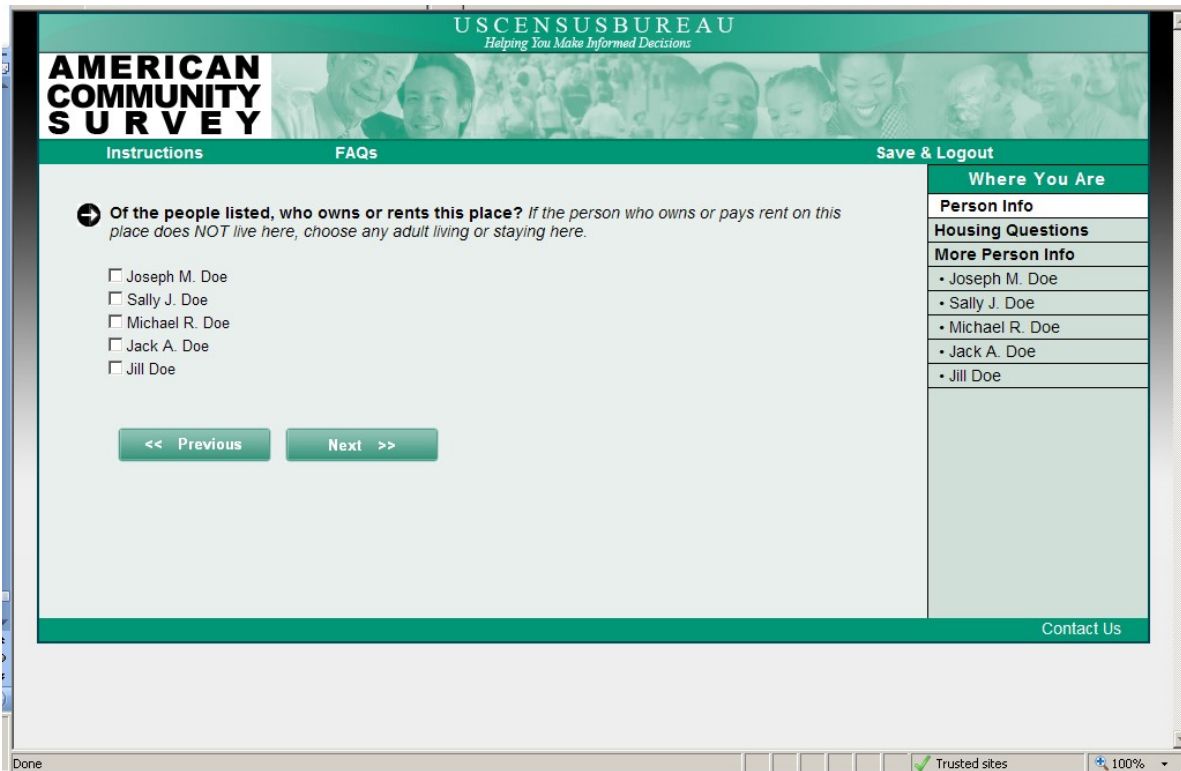 USCENSUSBUREAU
Helping You Make Informed Decisions
AMERICAN
COMMUNITY
SURVEY
Instructions FAQs Save & Logout
Where You Are
Person Info
Housing Questions
More Person Info
• Joseph M. Doe
• Sally J. Doe
• Michael R. Doe
• Jack A. Doe
• Jill Doe
Of the people listed, who owns or rents this place? If the person who owns or pays rent on this
place does NOT live here, choose any adult living or staying here.
Joseph M. Doe
Sally J. Doe
Michael R. Doe
Jack A. Doe
Jill Doe
<< Previous Next >>
Contact Us
Done Trusted sites 100%